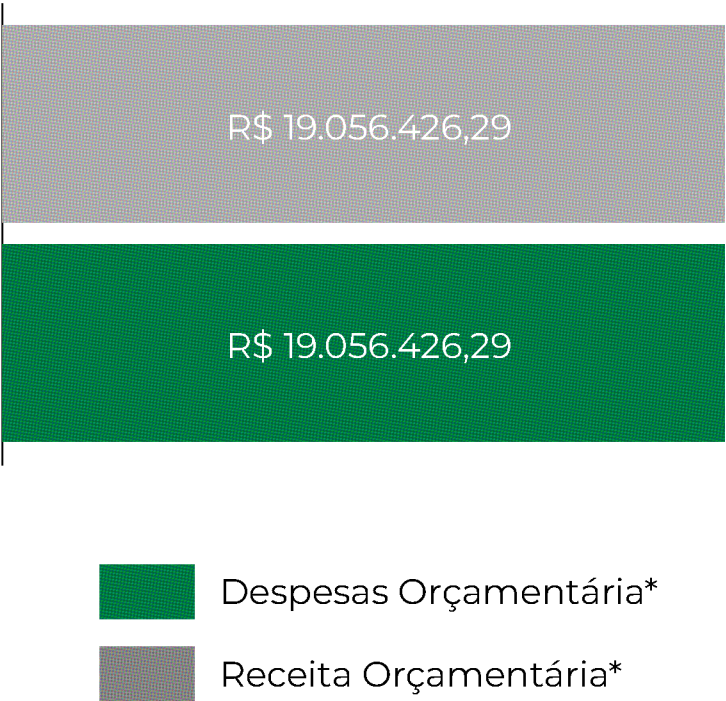 R$ 19.056.426,29
R$ 19.056.426,29
Despesas Orçamentária*
Receita Orçamentária*